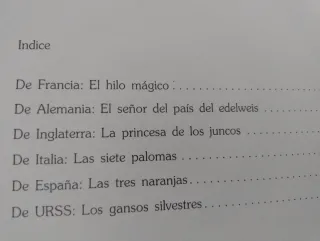 Indice
De Francia: El hilo mágico ..............................
De Alemania: El señor del país del edelweis ...............
De Inglaterra: La princesa de los juncos ...............
De Italia: Las siete palomas ..............................
De España: Las tres naranjas ..............................
De URSS: Los gansos silvestres ..............................